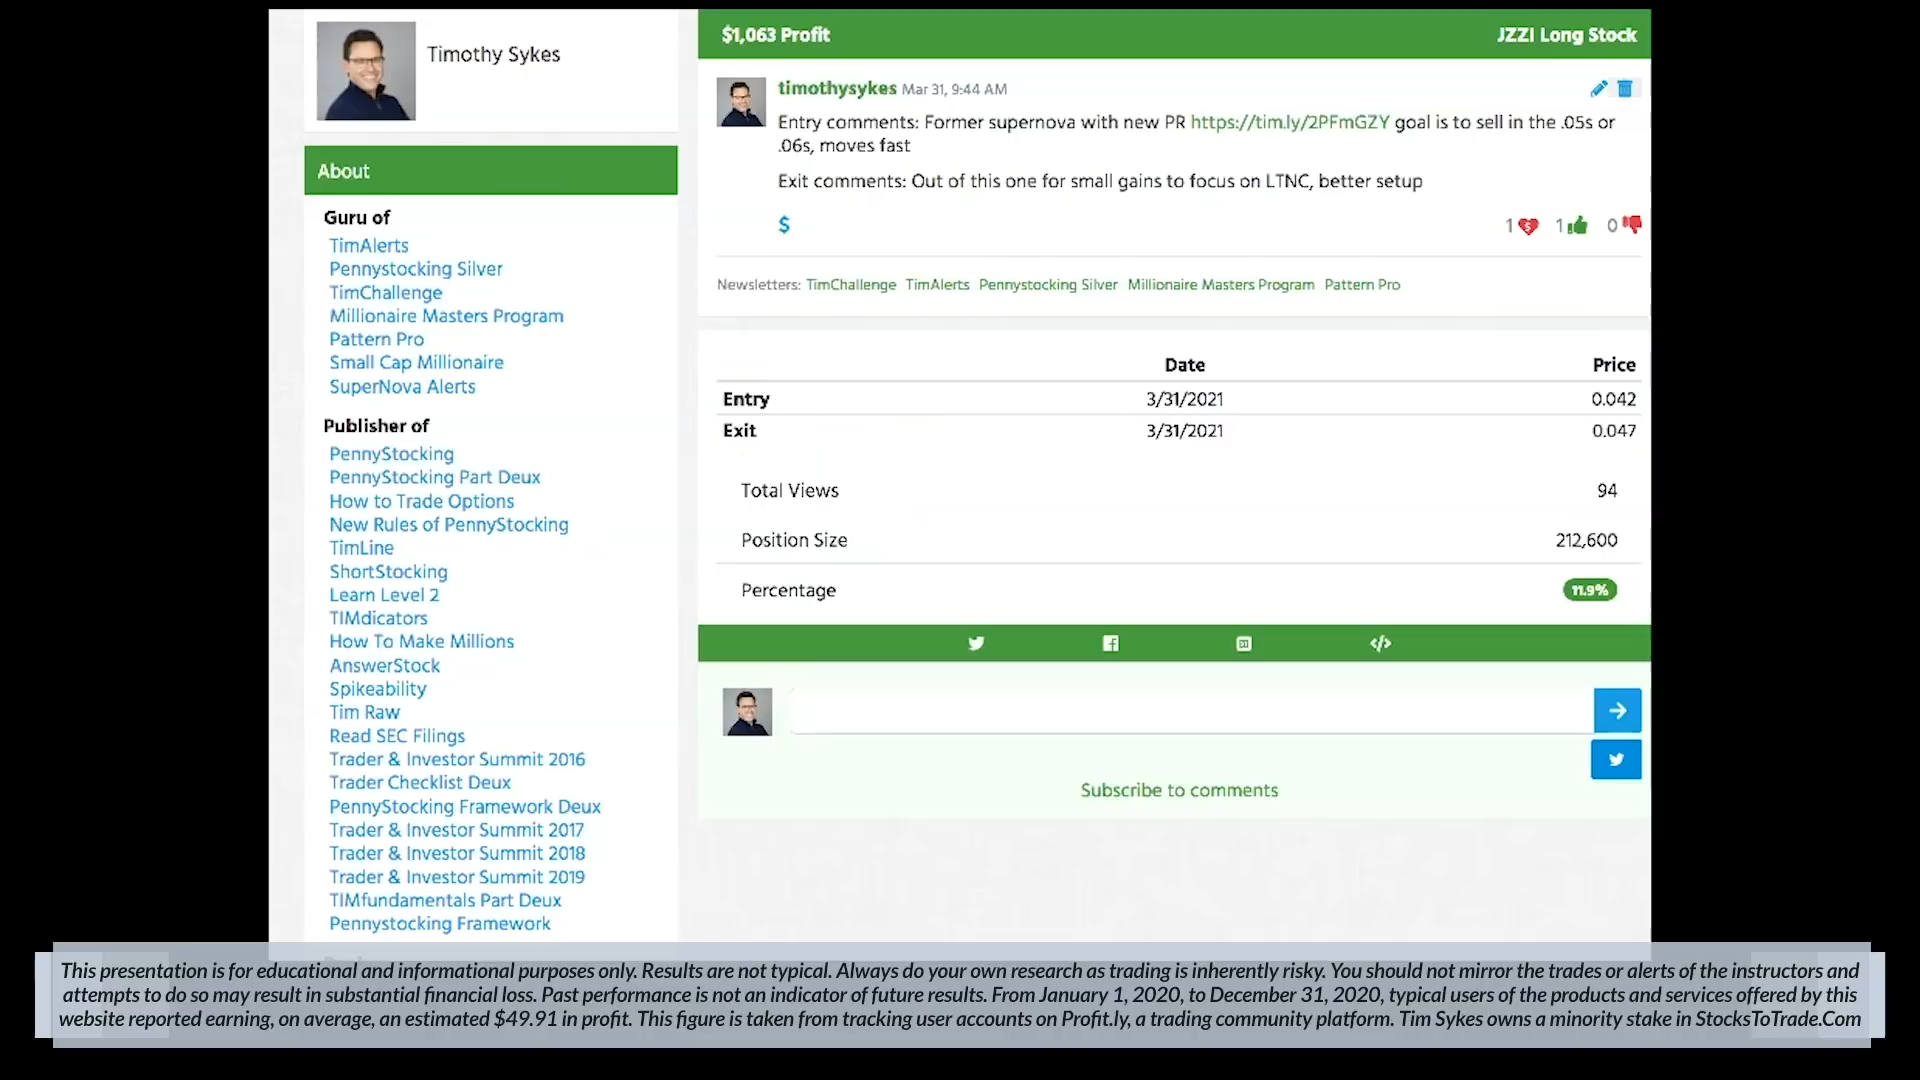 Timothy Sykes
About
Guru of
TimAlerts
Pennystocking Silver
TimChallenge
Millionaire Masters Program
Pattern Pro
Small Cap Millionaire
SuperNova Alerts
Publisher of
PennyStocking
PennyStocking Part Deux
How to Trade Options
New Rules of PennyStocking
TimLine
ShortStocking
Learn Level 2
TIMdicators
How To Make Millions
AnswerStock
Spikeability
Tim Raw
Read SEC Filings
Trader & Investor Summit 2016
Trader Checklist Deux
PennyStocking Framework Deux
Trader & Investor Summit 2017
Trader & Investor Summit 2018
Trader & Investor Summit 2019
TIMfundamentals Part Deux
Pennystocking Framework
$1,063 Profit JZZI Long Stock
timothysykes Mar 31, 9:44 AM
Entry comments: Former supernova with new PR https://tim.ly/2PFmGZY goal is to sell in the .05s or
.06s, moves fast
Exit comments: Out of this one for small gains to focus on LTNC, better setup
$ 1 1 0
Newsletters: TimChallenge TimAlerts Pennystocking Silver Millionaire Masters Program Pattern Pro
Date Price
Entry 3/31/2021 0.042
Exit 3/31/2021 0.047
Total Views 94
Position Size 212,600
Percentage 11.9%
Subscribe to comments
This presentation is for educational and informational purposes only. Results are not typical. Always do your own research as trading is inherently risky. You should not mirror the trades or alerts of the instructors and
attempts to do so may result in substantial financial loss. Past performance is not an indicator of future results. From January 1, 2020, to December 31, 2020, typical users of the products and services offered by this
website reported earning, on average, an estimated $49.91 in profit. This figure is taken from tracking user accounts on Profit.ly, a trading community platform. Tim Sykes owns a minority stake in StocksToTrade.Com